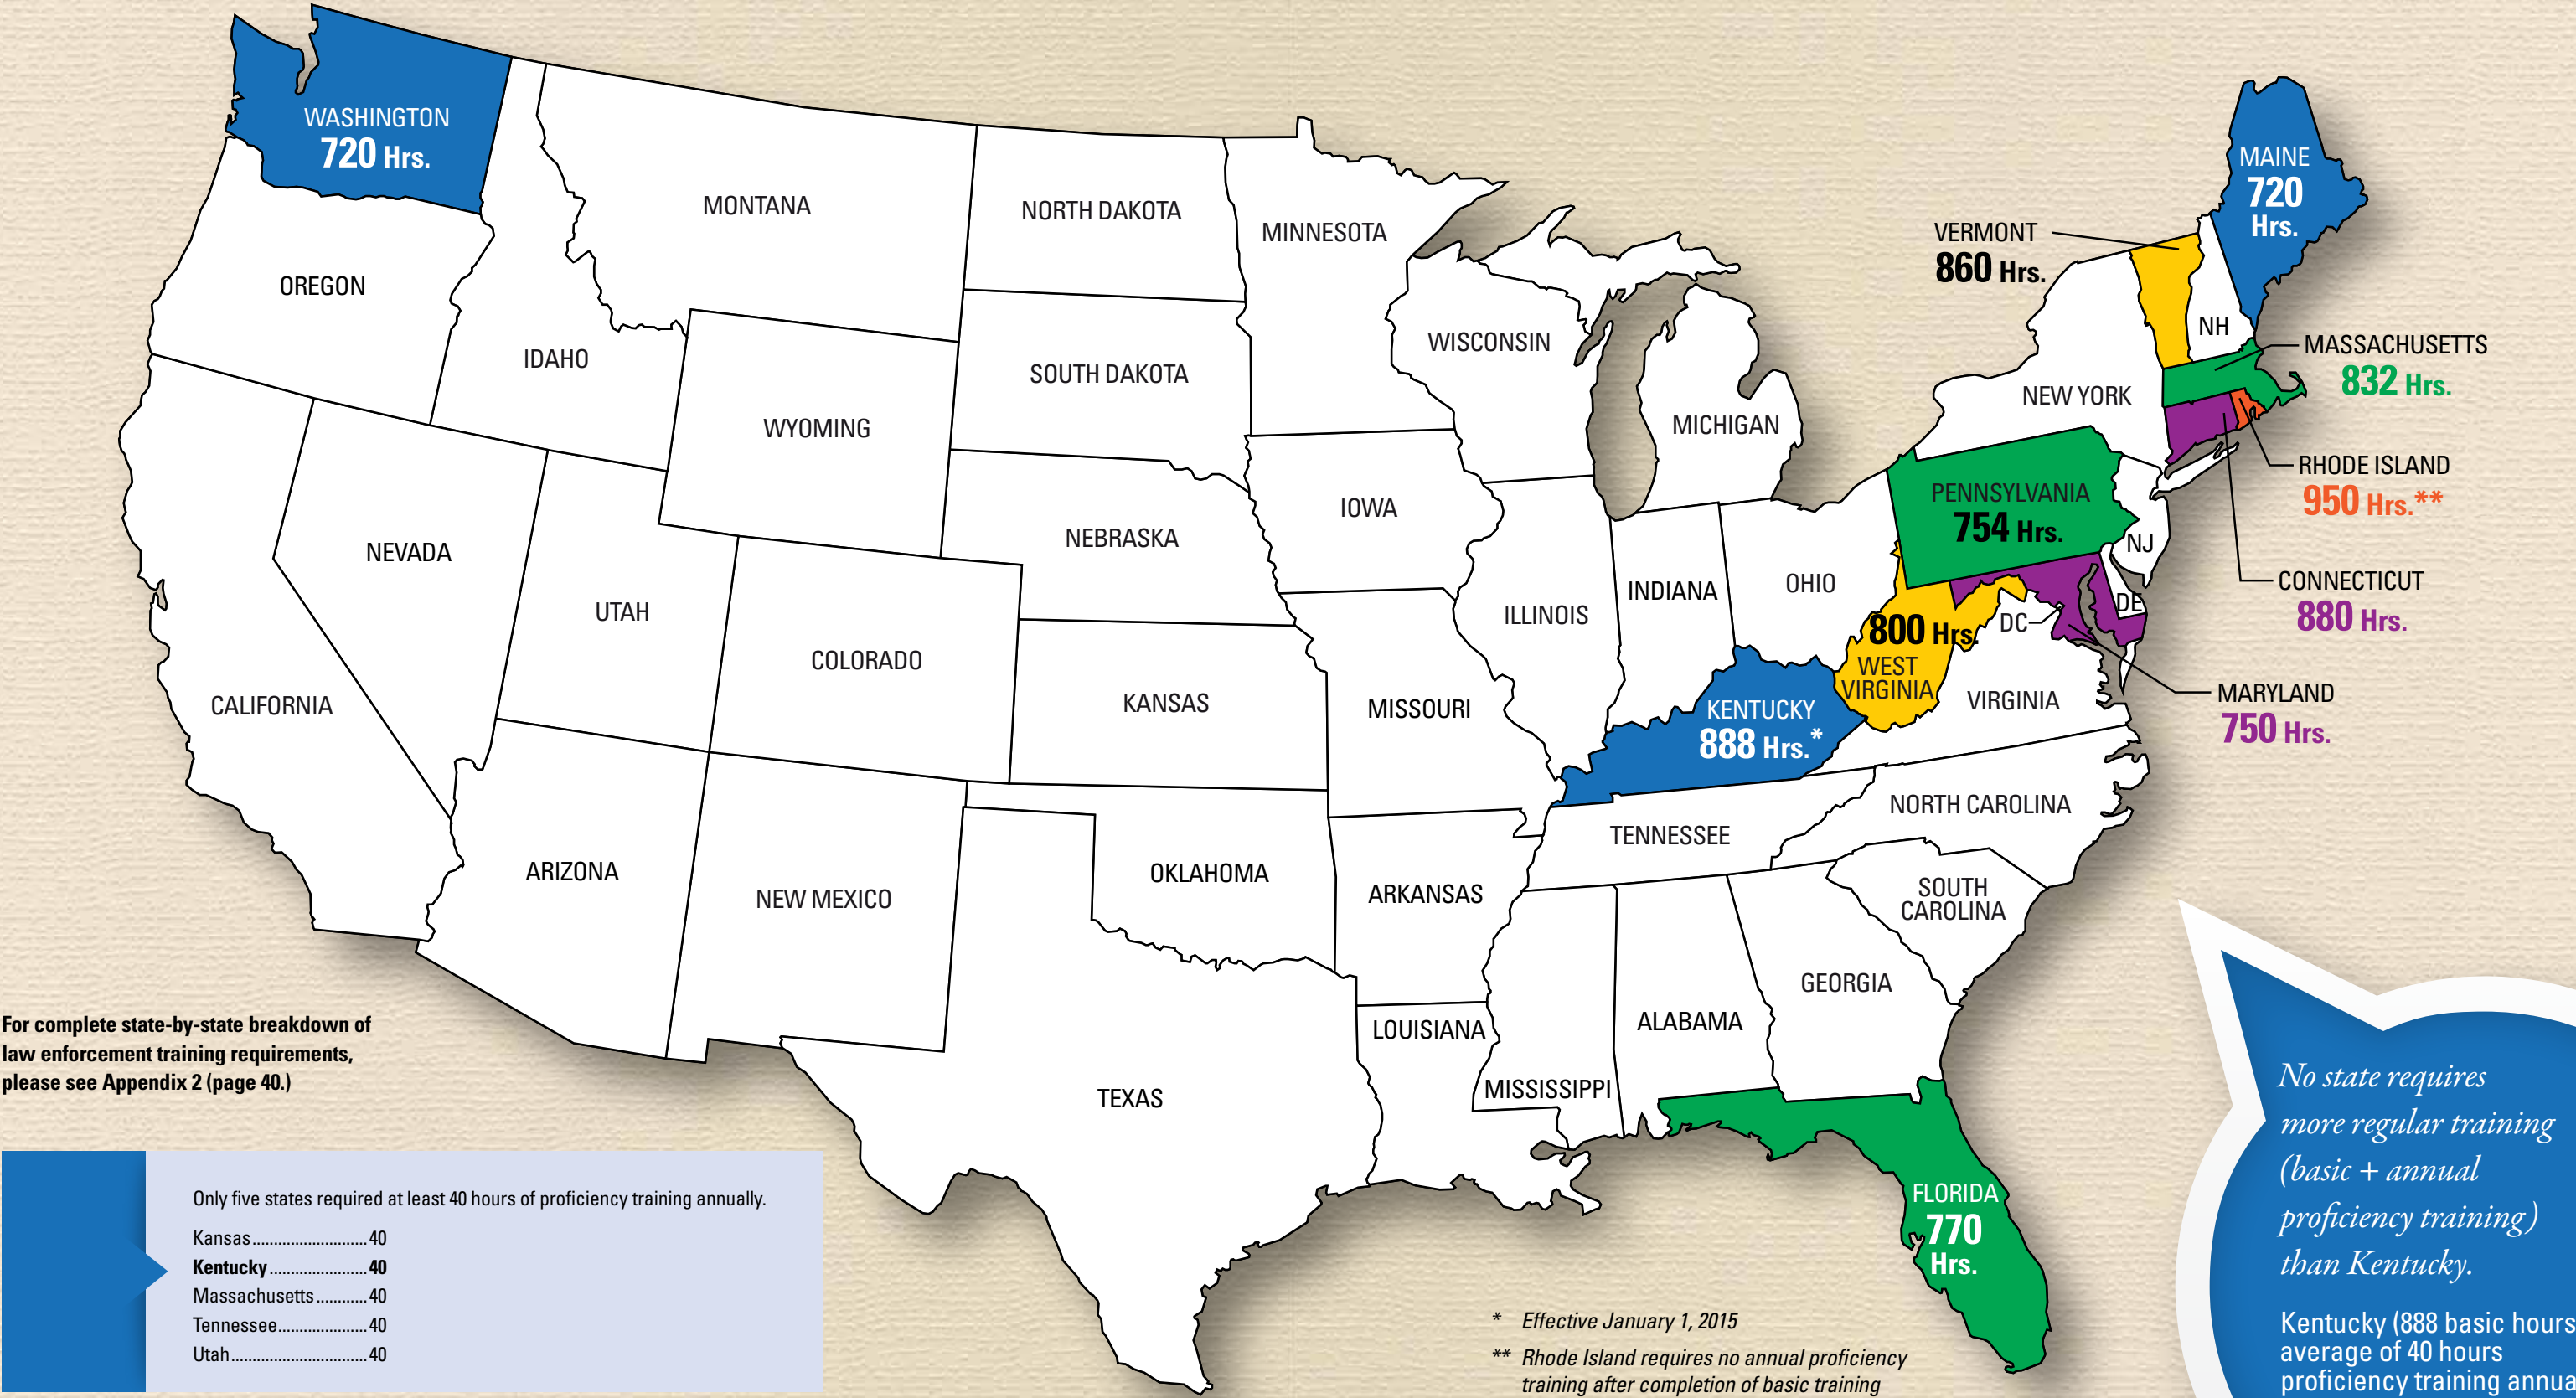 WASHINGTON
720 Hrs.
OREGON
CALIFORNIA
NEVADA
IDAHO
MONTANA
WYOMING
UTAH
COLORADO
ARIZONA
NEW MEXICO
NORTH DAKOTA
SOUTH DAKOTA
NEBRASKA
KANSAS
OKLAHOMA
TEXAS
MINNESOTA
IOWA
MISSOURI
ARKANSAS
LOUISIANA
WISCONSIN
ILLINOIS
MICHIGAN
INDIANA
OHIO
KENTUCKY
888 Hrs.*
TENNESSEE
MISSISSIPPI
ALABAMA
GEORGIA
FLORIDA
770
Hrs.
SOUTH
CAROLINA
NORTH CAROLINA
VIRGINIA
800 Hrs.
WEST
VIRGINIA
DC
PENNSYLVANIA
754 Hrs.
NEW YORK
NJ
DE
VERMONT
860 Hrs.
NH
MAINE
720
Hrs.
MASSACHUSETTS
832 Hrs.
RHODE ISLAND
950 Hrs.**
CONNECTICUT
880 Hrs.
MARYLAND
750 Hrs.
For complete state-by-state breakdown of
law enforcement training requirements,
please see Appendix 2 (page 40.)
Only five states required at least 40 hours of proficiency training annually.
Kansas..........................40
Kentucky......................40
Massachusetts............40
Tennessee.....................40
Utah................................40
* Effective January 1, 2015
** Rhode Island requires no annual proficiency
training after completion of basic training
No state requires
more regular training
(basic + annual
proficiency training)
than Kentucky.
Kentucky (888 basic hours
average of 40 hours
proficiency training